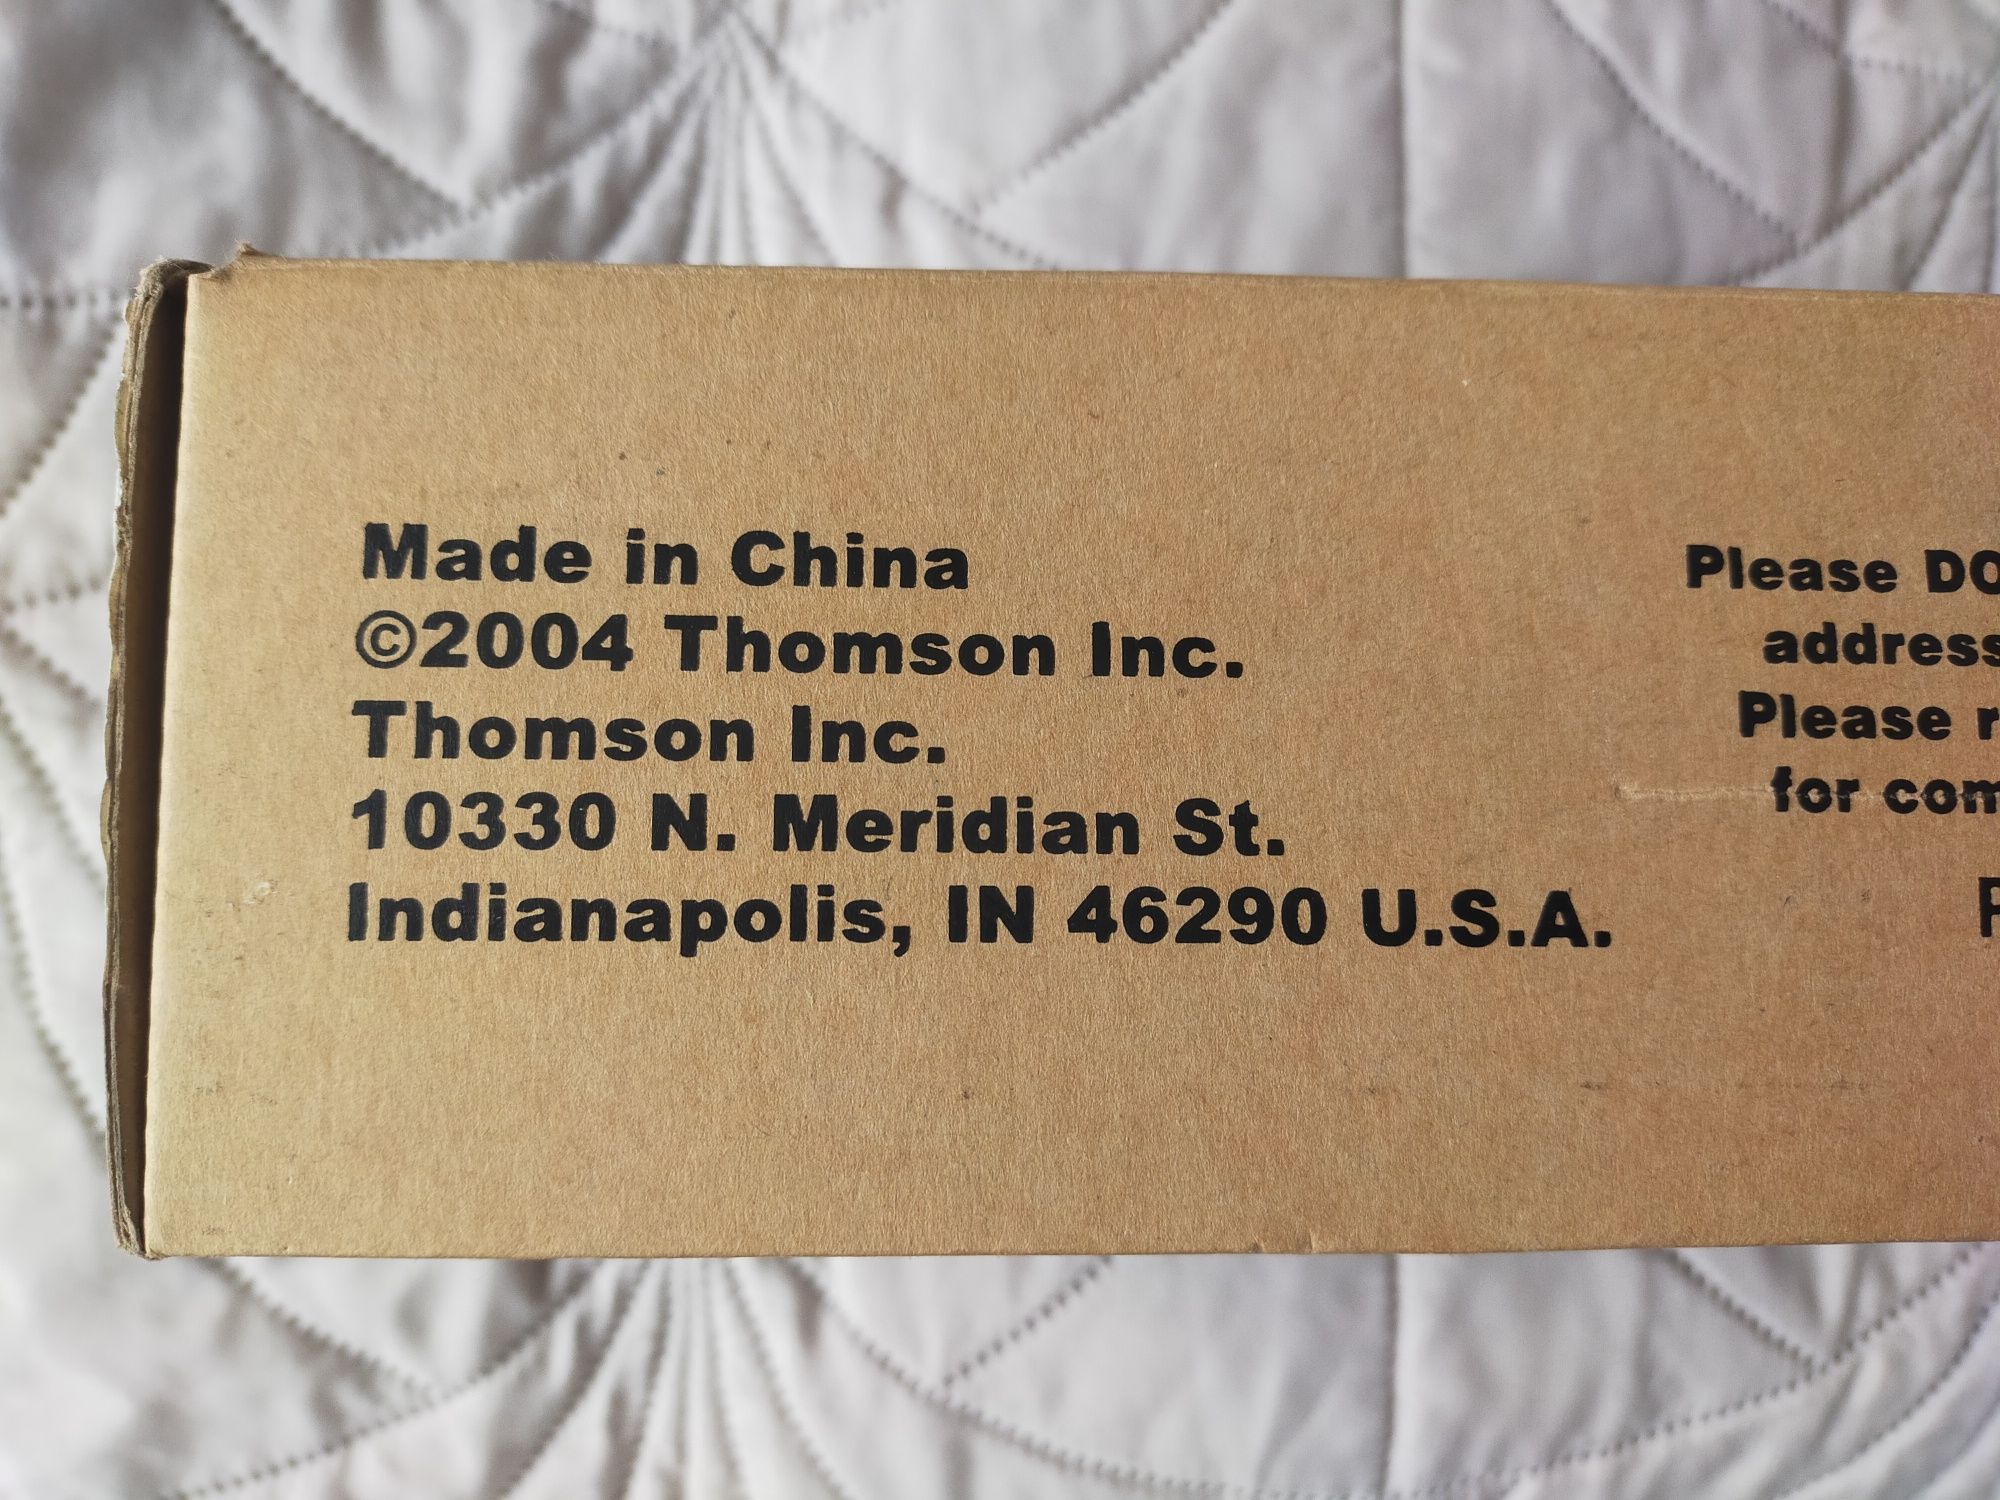 Made in China
©2004 Thomson Inc.
Thomson Inc.
10330 N. Meridian St.
Indianapolis, IN 46290 U.S.A.
Please DO
address
Please r
for com